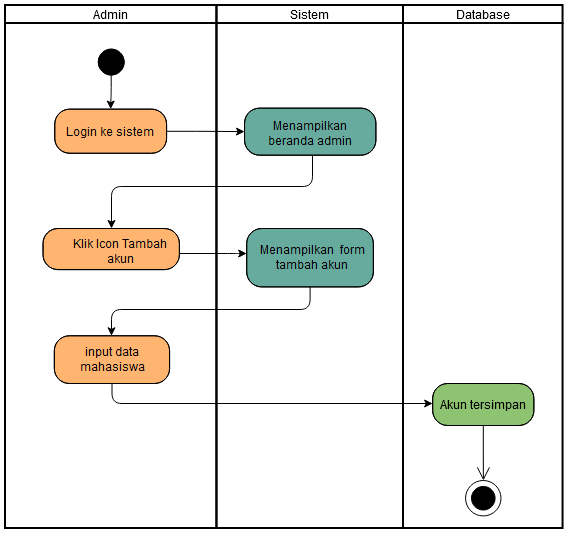 Admin
Sistem
Database
Login ke sistem
Menampilkan
beranda admin
Klik Icon Tambah
akun
Menampilkan form
tambah akun
input data
mahasiswa
Akun tersimpan